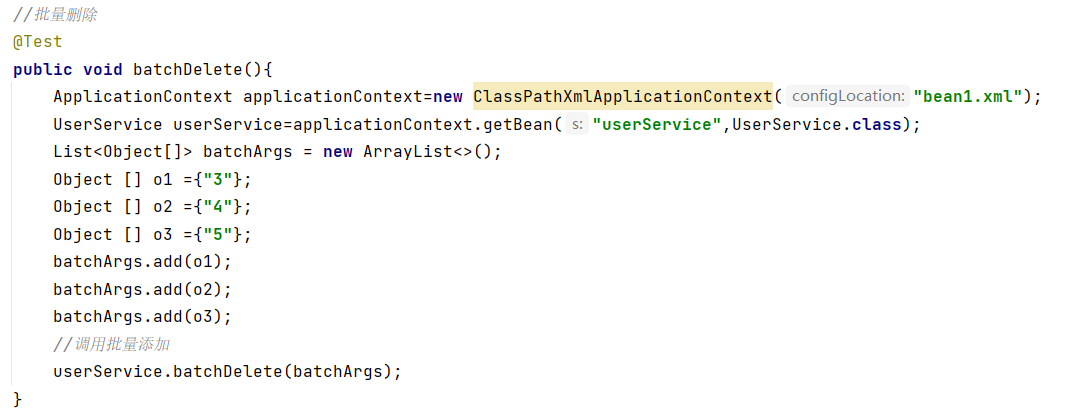 //批量删除
@Test
public void batchDelete(){
    ApplicationContext applicationContext=new ClassPathXmlApplicationContext( configLocation: "bean1.xml");
    UserService userService=applicationContext.getBean( s: "userService",UserService.class);
    List<Object[]> batchArgs = new ArrayList<>();
    Object [] o1 ={"3"};
    Object [] o2 ={"4"};
    Object [] o3 ={"5"};
    batchArgs.add(o1);
    batchArgs.add(o2);
    batchArgs.add(o3);
    //调用批量添加
    userService.batchDelete(batchArgs);
}